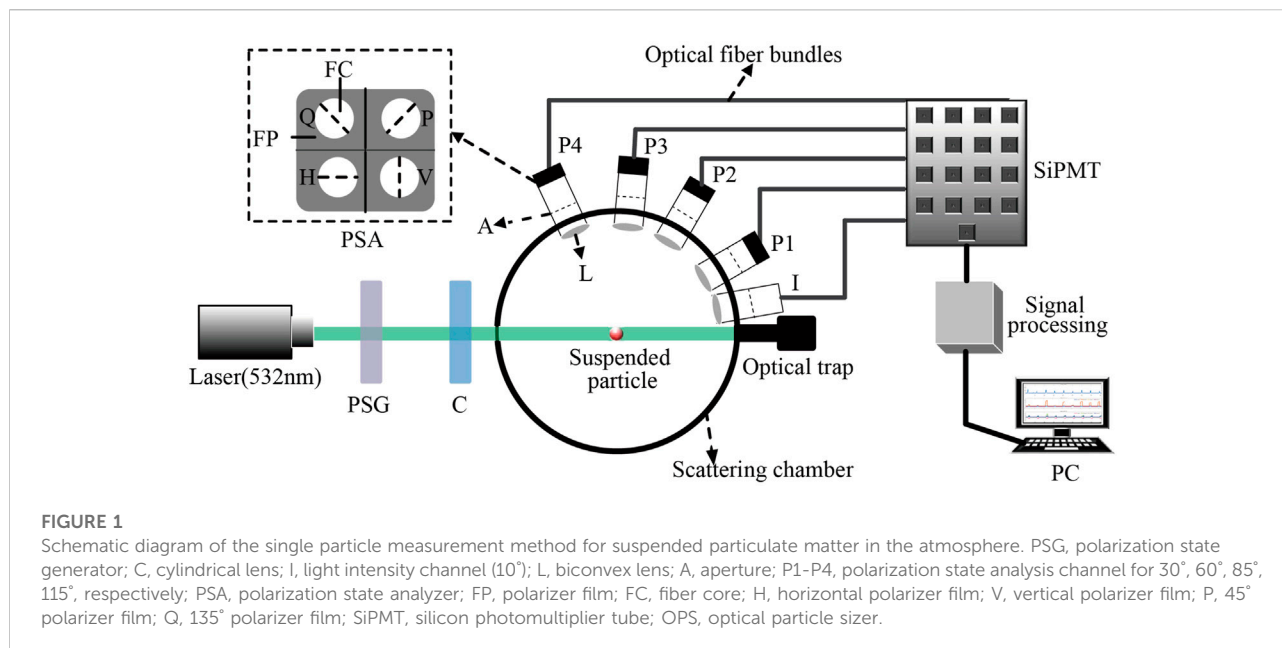 Optical fiber bundles
FC
Q
P
FP
H
V
PSA
P4
P3
P2
P1
I
A
L
SiPMT
Signal
processing
PC
Laser(532nm)
PSG
C
Suspended
particle
Optical trap
Scattering chamber
FIGURE 1
Schematic diagram of the single particle measurement method for suspended particulate matter in the atmosphere. PSG, polarization state
generator; C, cylindrical lens; I, light intensity channel (10°); L, biconvex lens; A, aperture; P1-P4, polarization state analysis channel for 30°, 60°, 85°,
115°, respectively; PSA, polarization state analyzer; FP, polarizer film; FC, fiber core; H, horizontal polarizer film; V, vertical polarizer film; P, 45°
polarizer film; Q, 135° polarizer film; SiPMT, silicon photomultiplier tube; OPS, optical particle sizer.